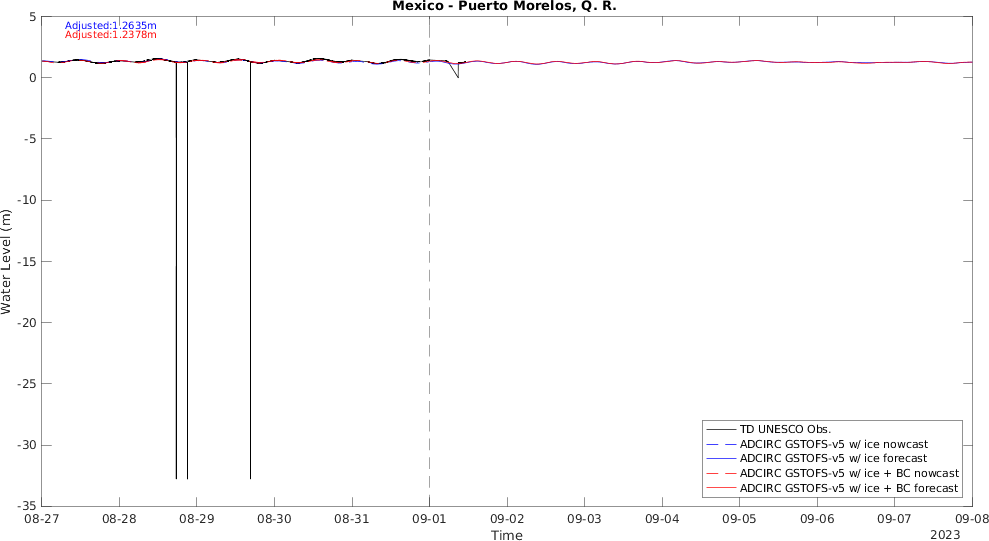 Mexico - Puerto Morelos, Q. R.
Adjusted:1.2635m
Adjusted:1.2378m
5
0
-5
-10
-15
-20
-25
-30
-35
Water Level (m)
TD UNESCO Obs.
ADCIRC GSTOFS-v5 w/ ice nowcast
ADCIRC GSTOFS-v5 w/ ice forecast
ADCIRC GSTOFS-v5 w/ ice + BC nowcast
ADCIRC GSTOFS-v5 w/ ice + BC forecast
08-27 08-28 08-29 08-30 08-31 09-01 09-02 09-03 09-04 09-05 09-06 09-07 09-08
Time
2023